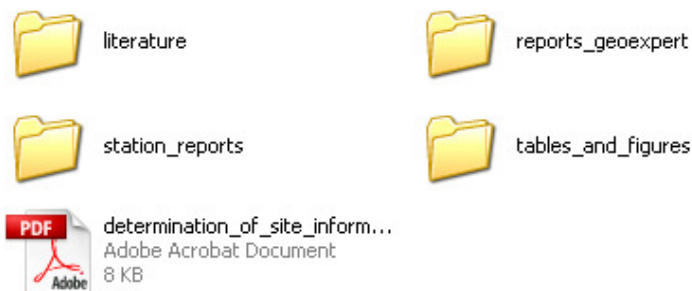 literature
reports_geoexpert
station_reports
tables_and_figures
PDF
Adobe
determination_of_site_inform...
Adobe Acrobat Document
8 KB